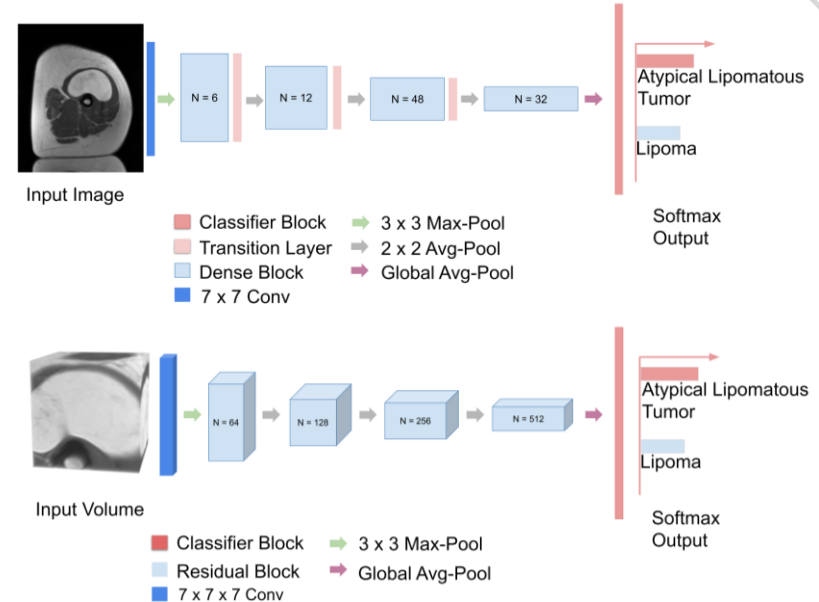 N = 6
N = 12
N = 48
N = 32
Atypical Lipomatous
Tumor
Lipoma
Input Image
Softmax
Output
Classifier Block
3 x 3 Max-Pool
Transition Layer
2 x 2 Avg-Pool
Dense Block
Global Avg-Pool
7 x 7 Conv
N = 64
N = 128
N = 256
N = 512
Atypical Lipomatous
Tumor
Lipoma
Input Volume
Softmax
Output
Classifier Block
3 x 3 Max-Pool
Residual Block
Global Avg-Pool
7 x 7 x 7 Conv